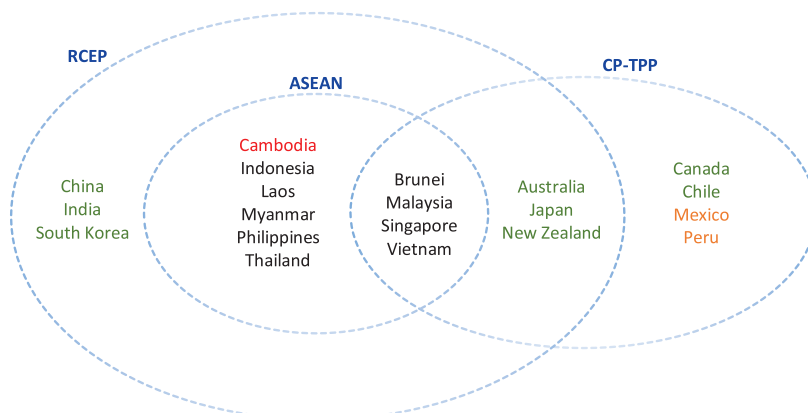 RCEP
CP-TPP
ASEAN
China
India
South Korea
Cambodia
Indonesia
Laos
Myanmar
Philippines
Thailand
Brunei
Malaysia
Singapore
Vietnam
Australia
Japan
New Zealand
Canada
Chile
Mexico
Peru